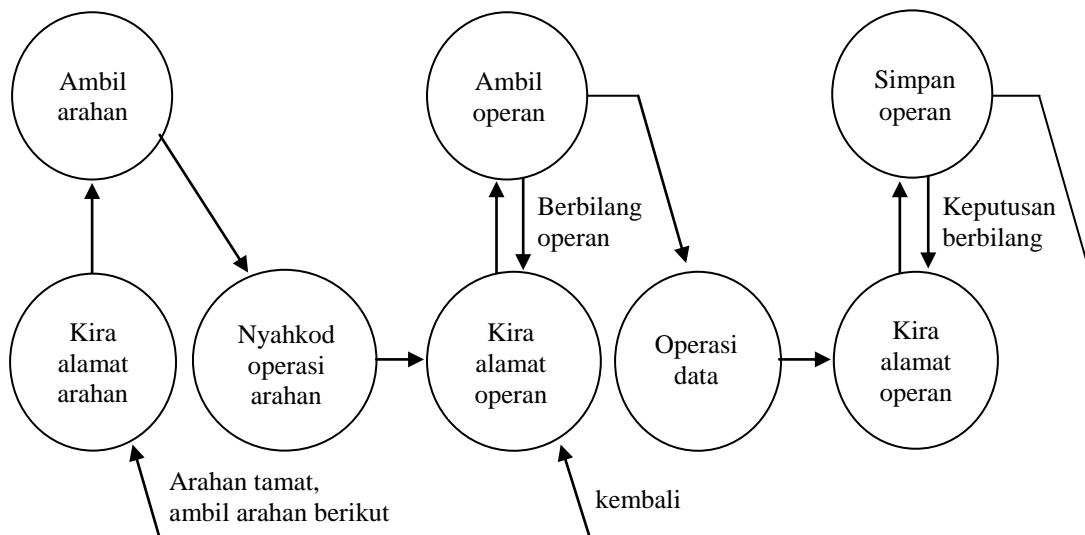 Ambil
arahan
Ambil
operan
Simpan
operan
Berbilang
operan
Keputusan
berbilang
Kira
alamat
arahan
Nyahkod
operasi
arahan
Kira
alamat
operan
Operasi
data
Kira
alamat
operan
Arahan tamat,
ambil arahan berikut
kembali